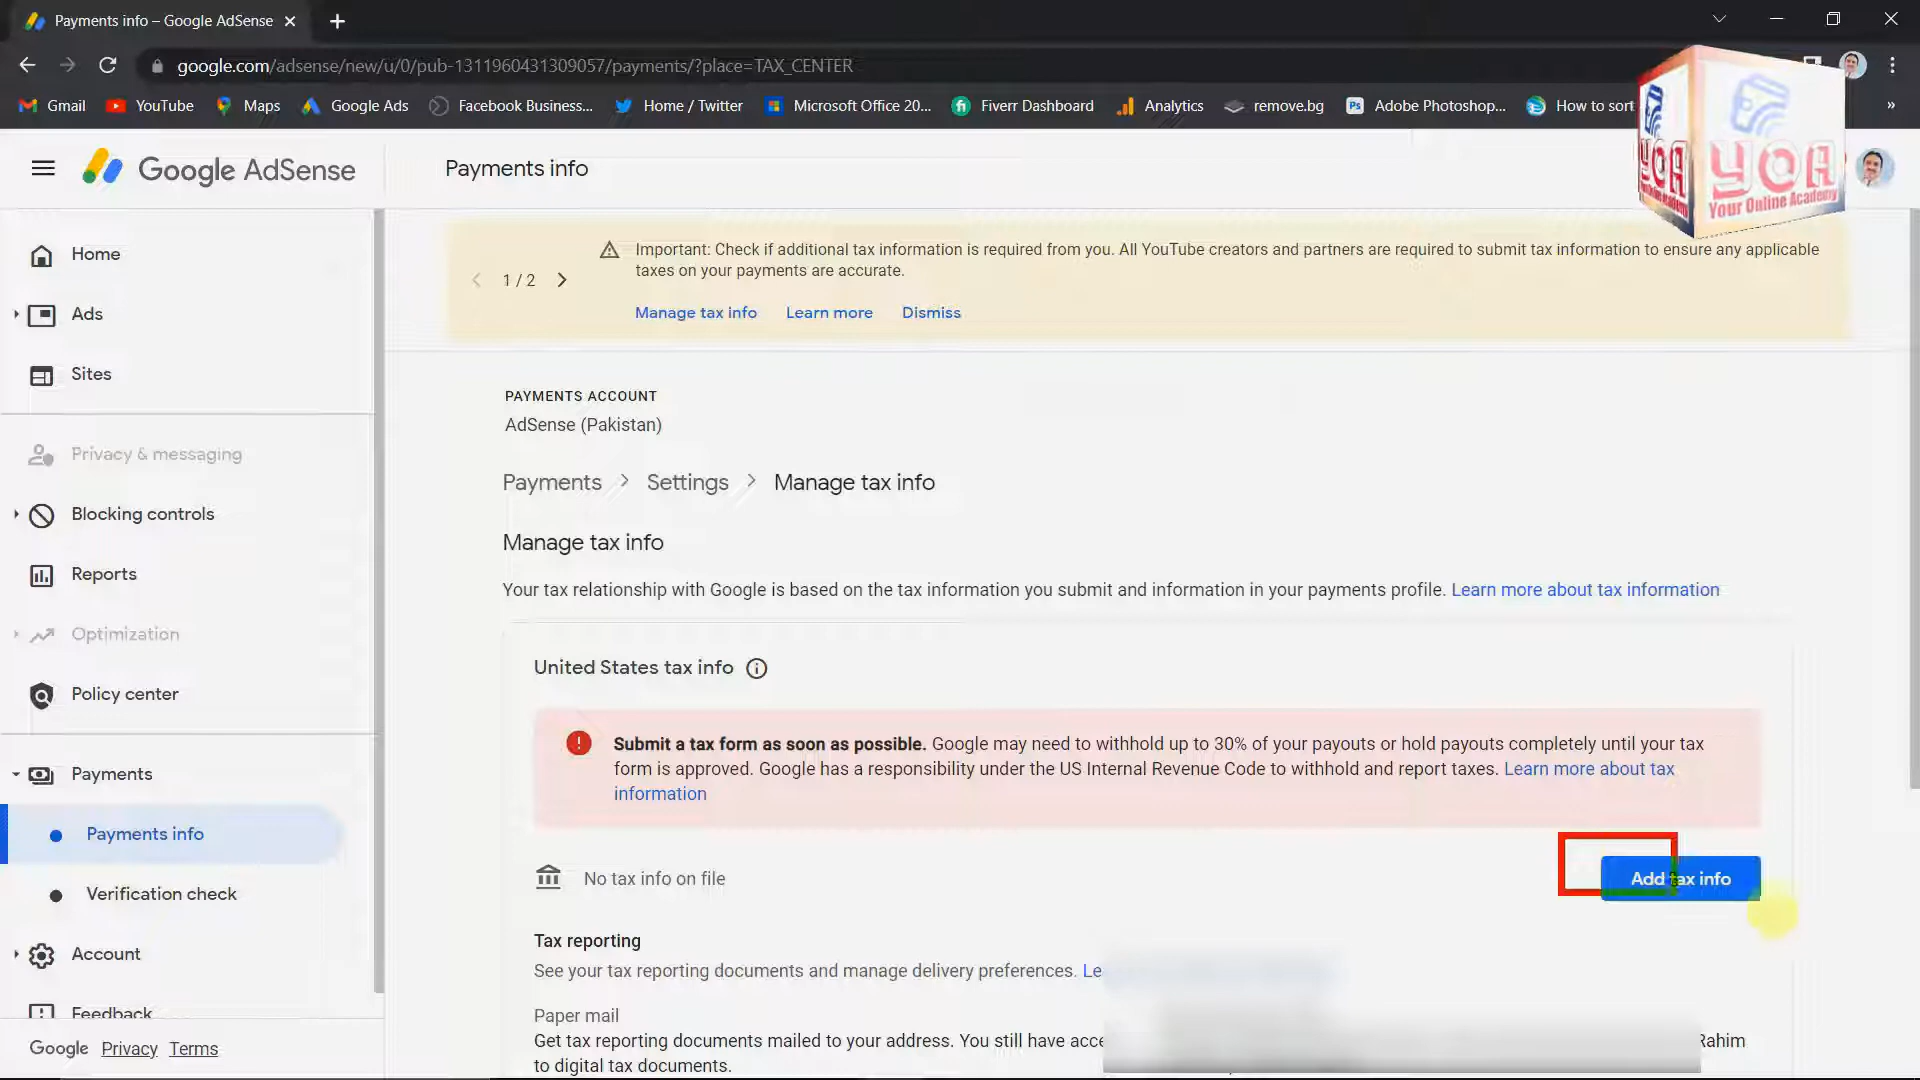 Payments info – Google AdSense
google.com/adsense/new/u/0/pub-1311960431309057/payments/?place=TAX_CENTER
Gmail YouTube Maps Google Ads Facebook Business... Home / Twitter Microsoft Office 20... Fiverr Dashboard Analytics remove.bg Adobe Photoshop... How to sort »
Google AdSense
Payments info
YOA
YOA
Your Online Academy
Home
Ads
Sites
Privacy & messaging
Blocking controls
Reports
Optimization
Policy center
Payments
Payments info
Verification check
Account
Feedback
Google Privacy Terms
1 / 2
Important: Check if additional tax information is required from you. All YouTube creators and partners are required to submit tax information to ensure any applicable
taxes on your payments are accurate.
Manage tax info Learn more Dismiss
PAYMENTS ACCOUNT
AdSense (Pakistan)
Payments > Settings > Manage tax info
Manage tax info
Your tax relationship with Google is based on the tax information you submit and information in your payments profile. Learn more about tax information
United States tax info
Submit a tax form as soon as possible. Google may need to withhold up to 30% of your payouts or hold payouts completely until your tax
form is approved. Google has a responsibility under the US Internal Revenue Code to withhold and report taxes. Learn more about tax
information
No tax info on file
Add tax info
Tax reporting
See your tax reporting documents and manage delivery preferences. Le
Paper mail
Get tax reporting documents mailed to your address. You still have acce
Rahim
to digital tax documents.